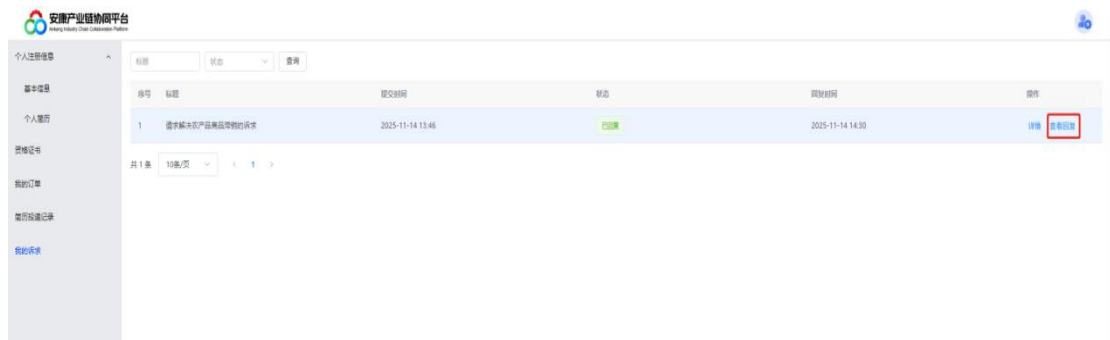 安康产业链协同平台
Ankang Industry Chain Collaboration Platform
个人注册信息
标题 状态 查询
基本信息
序号 标题 提交时间 状态 回复时间 操作
个人简历
1 请求解决农产品商品滞销的诉求 2025-11-14 13:46 已回复 2025-11-14 14:30 详情 查看回复
资格证书
共 1 条 10条/页 1
我的订单
简历投递记录
我的诉求